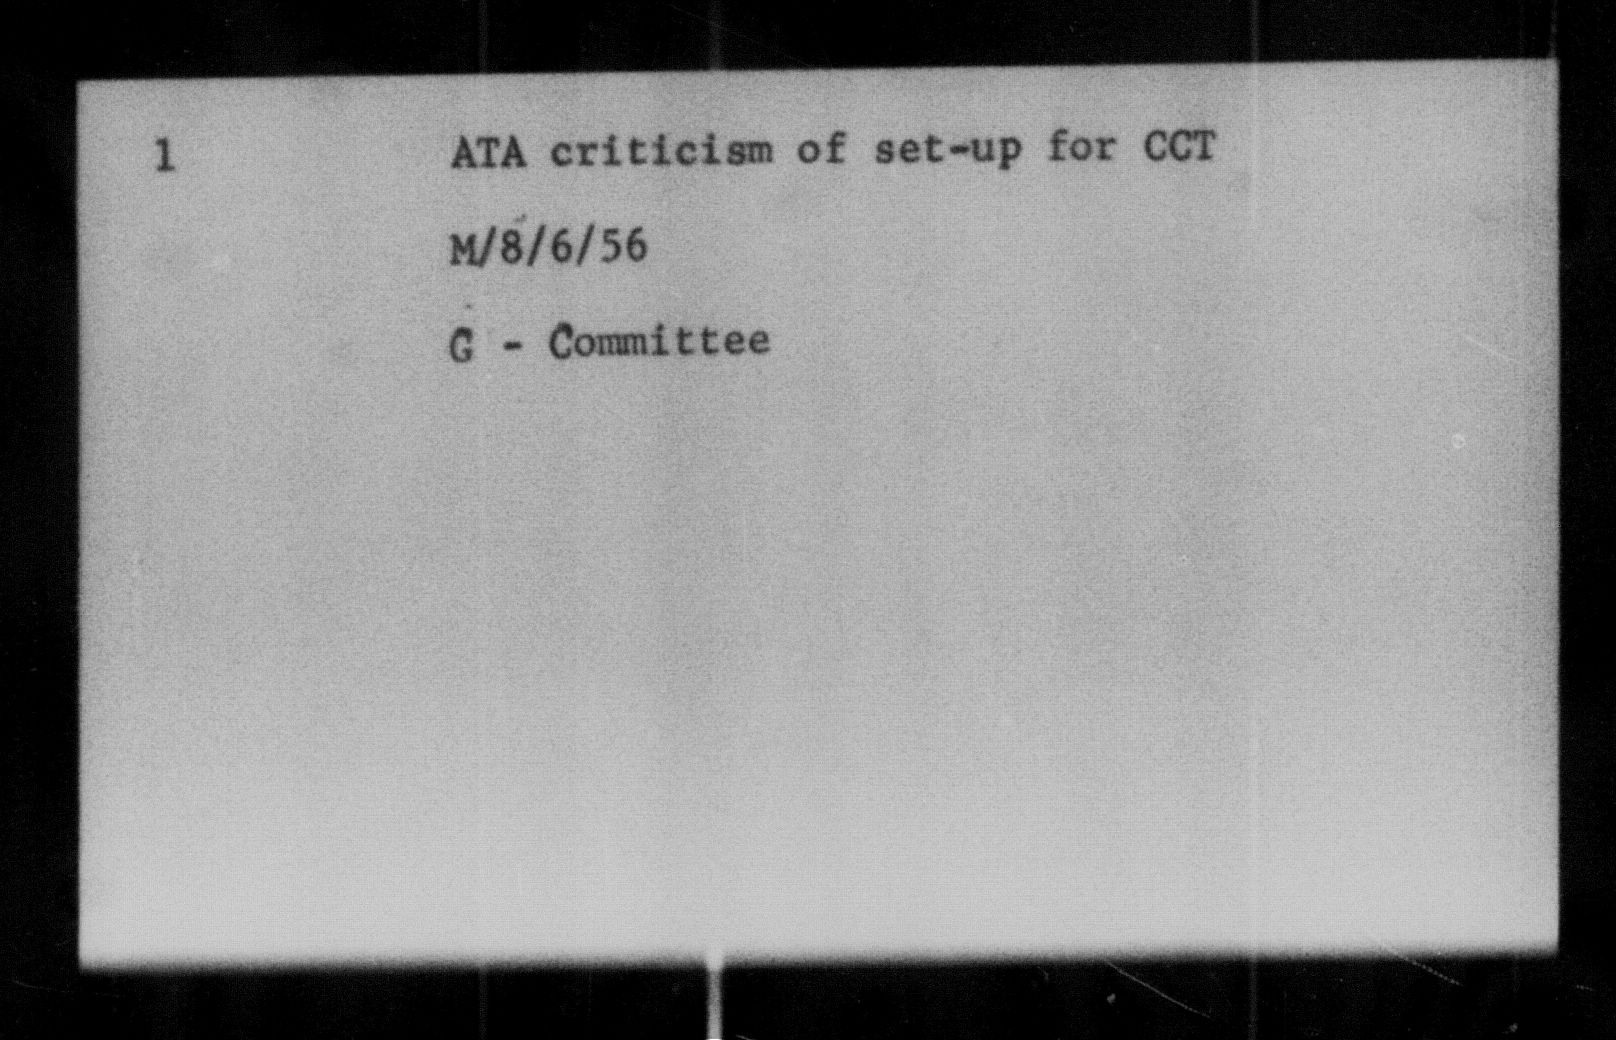 1 ATA criticism of set-up for CCT
M/8/6/56
G - Committee